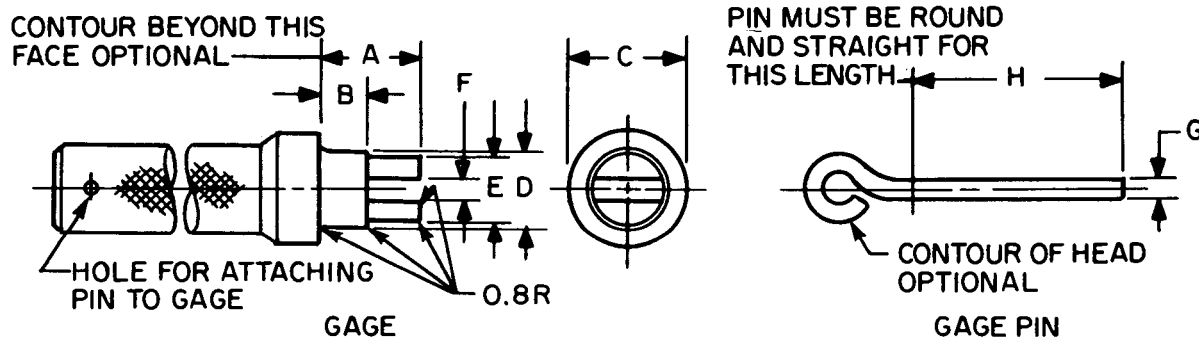 CONTOUR BEYOND THIS
FACE OPTIONAL
A
B
F
E
D
C
HOLE FOR ATTACHING
PIN TO GAGE
0.8R
GAGE
PIN MUST BE ROUND
AND STRAIGHT FOR
THIS LENGTH
H
G
CONTOUR OF HEAD
OPTIONAL
GAGE PIN